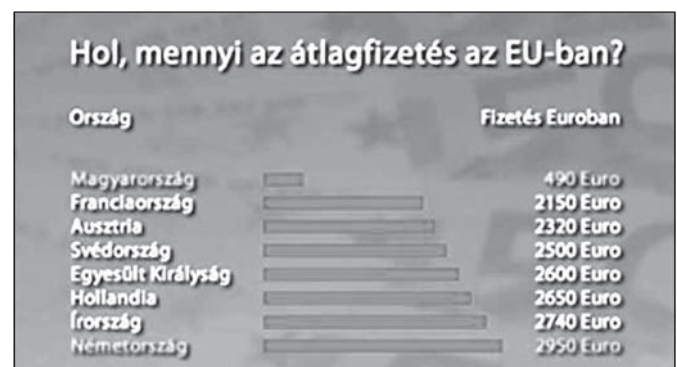 Hol, mennyi az átlagfizetés az EU-ban?
Ország Fizetés Euroban
Magyarország 490 Euro
Franciaország 2150 Euro
Ausztria 2320 Euro
Svédország 2500 Euro
Egyesült Királyság 2600 Euro
Hollandia 2650 Euro
Írország 2740 Euro
Németország 2950 Euro